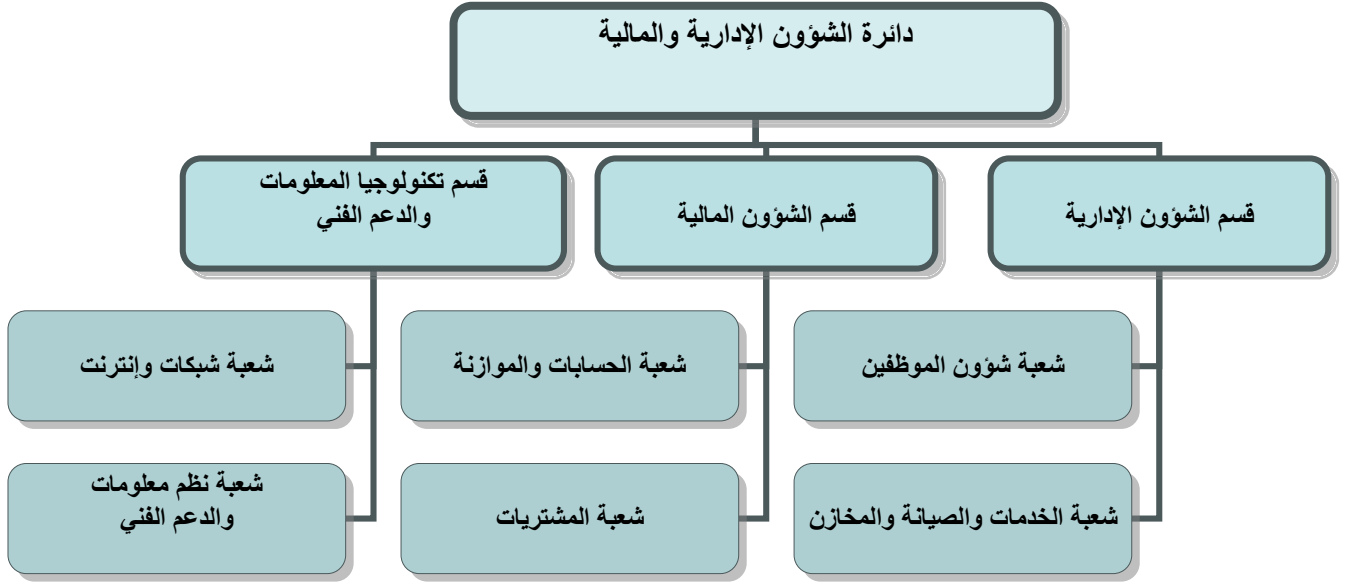 دائرة الشؤون الإدارية والمالية
قسم الشؤون الإدارية
قسم الشؤون المالية
قسم تكنولوجيا المعلومات
والدعم الفني
شعبة شؤون الموظفين
شعبة الحسابات والموازنة
شعبة شبكات وإنترنت
شعبة الخدمات والصيانة والمخازن
شعبة المشتريات
شعبة نظم معلومات
والدعم الفني